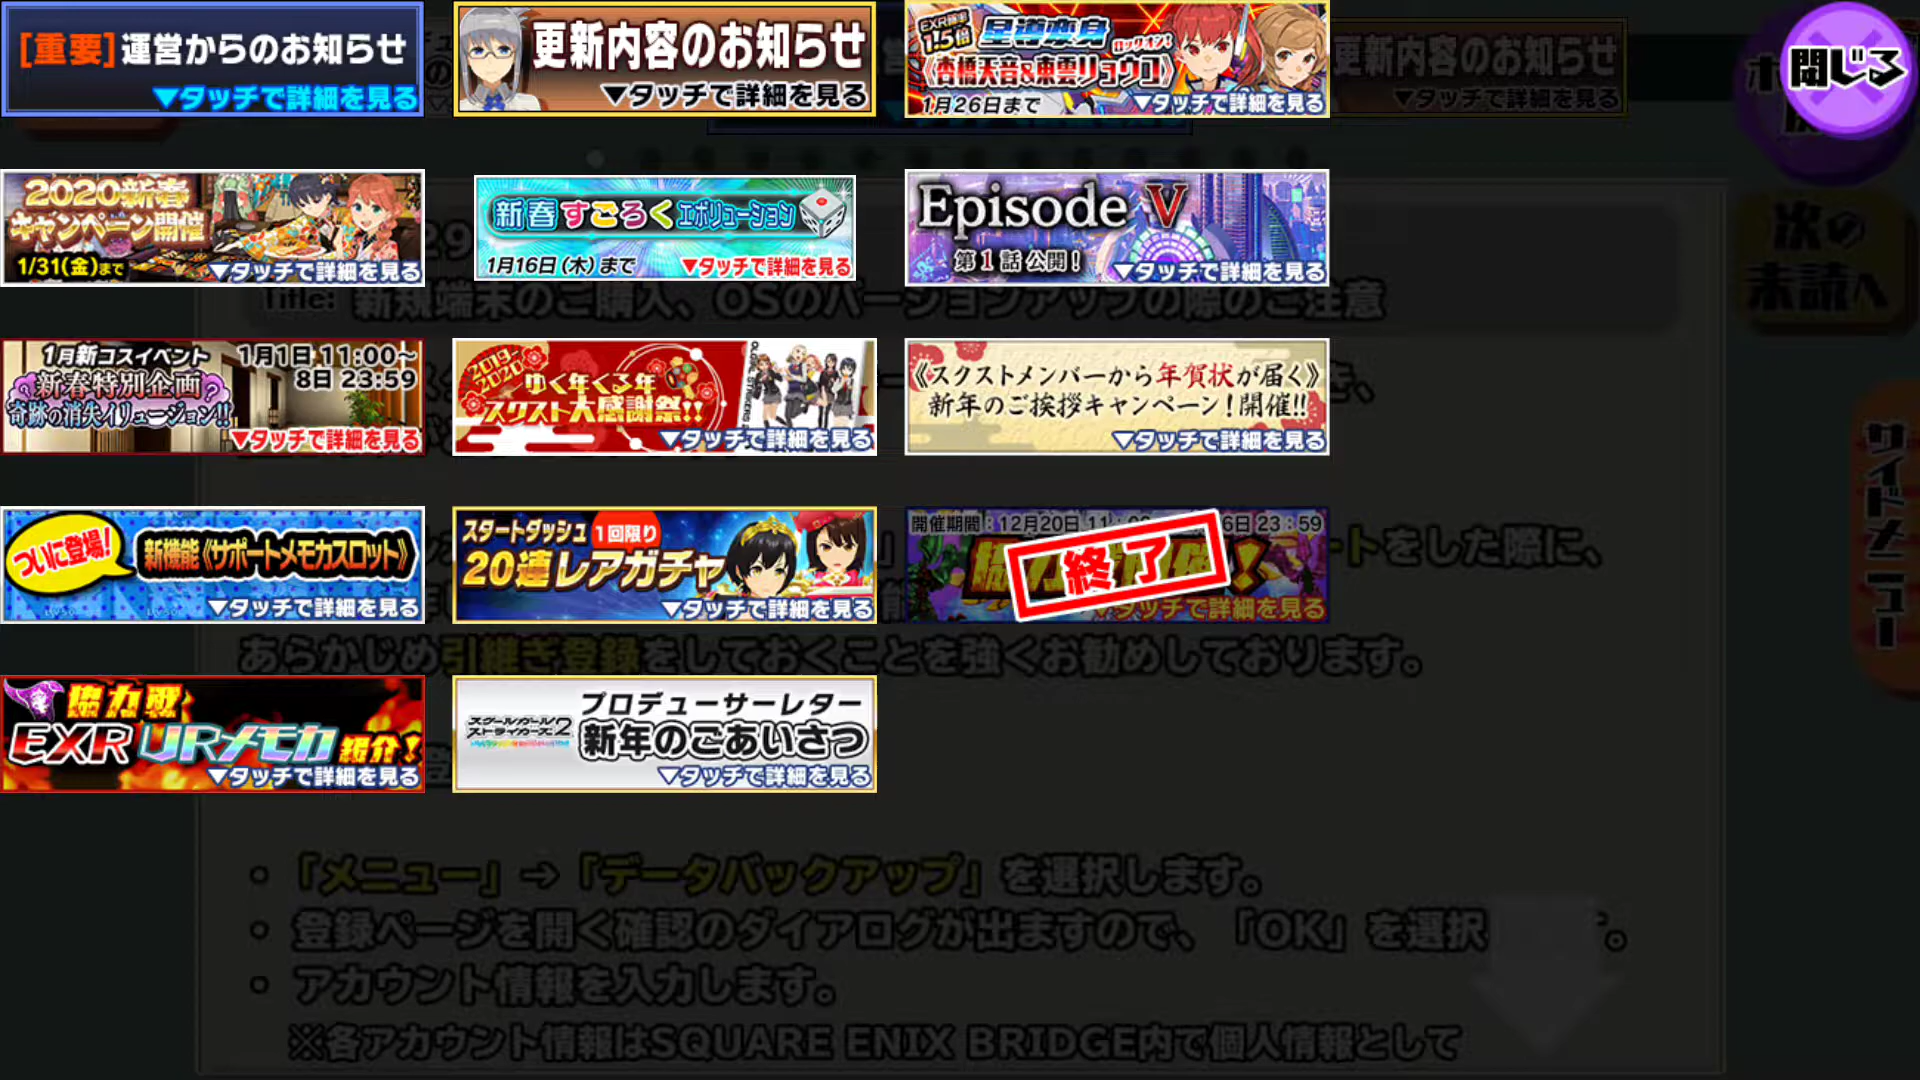 [重要]運営からのお知らせ
▼タッチで詳細を見る
更新内容のお知らせ
▼タッチで詳細を見る
EXR確率
1.5倍
星導変身
ロックオン!
《杏橋天音&東雲リョウコ》
1月26日まで
▼タッチで詳細を見る
閉じる
2020新春
キャンペーン開催
1/31(金)まで
▼タッチで詳細を見る
新春すごろくエボリューション
1月16日(木)まで
▼タッチで詳細を見る
Episode V
第1話 公開!
▼タッチで詳細を見る
次の
未読へ
Title: 新規端末のご購入、OSのバージョンアップの際のご注意
1月新コスイベント
1月1日 11:00~
8日 23:59
新春特別企画?
奇跡の消失イリュージョン!!
▼タッチで詳細を見る
2019-
2020
ゆく年くる年
スクスト大感謝祭!!
▼タッチで詳細を見る
《スクストメンバーから年賀状が届く》
新年のご挨拶キャンペーン!開催!!
▼タッチで詳細を見る
サイドメニュー
ついに登場!
新機能《サポートメモカスロット》
▼タッチで詳細を見る
スタートダッシュ
1回限り
20連レアガチャ
▼タッチで詳細を見る
開催期間:12月20日
6日 23:59
終了
▼タッチで詳細を見る
ートをした際に、
あらかじめ引継ぎ登録をしておくことを強くお勧めしております。
協力戦
EXR URメモカ紹介!
▼タッチで詳細を見る
プロデューサーレター
スクールガール
ストライカーズ2
新年のごあいさつ
▼タッチで詳細を見る
・「メニュー」→「データバックアップ」を選択します。
・登録ページを開く確認のダイアログが出ますので、「OK」を選択 。
・アカウント情報を入力します。
※各アカウント情報はSQUARE ENIX BRIDGE内で個人情報として